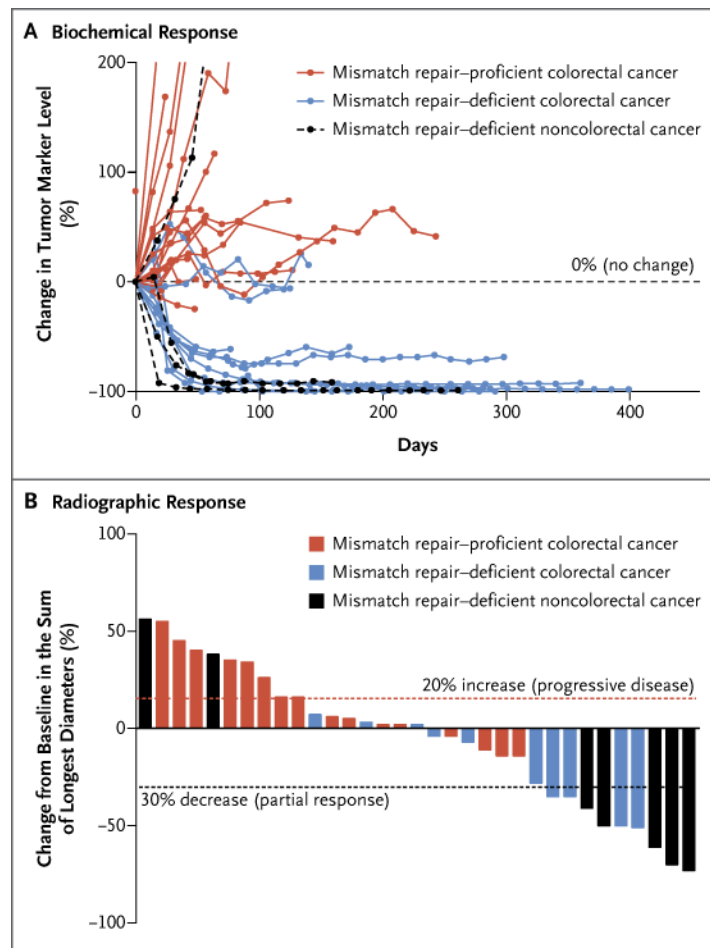 A Biochemical Response
200
100
0
–100
Change in Tumor Marker Level
(%)
Mismatch repair–proficient colorectal cancer
Mismatch repair–deficient colorectal cancer
Mismatch repair–deficient noncolorectal cancer
0% (no change)
0 100 200 300 400
Days
B Radiographic Response
100
50
0
–50
–100
Change from Baseline in the Sum
of Longest Diameters (%)
Mismatch repair–proficient colorectal cancer
Mismatch repair–deficient colorectal cancer
Mismatch repair–deficient noncolorectal cancer
20% increase (progressive disease)
30% decrease (partial response)